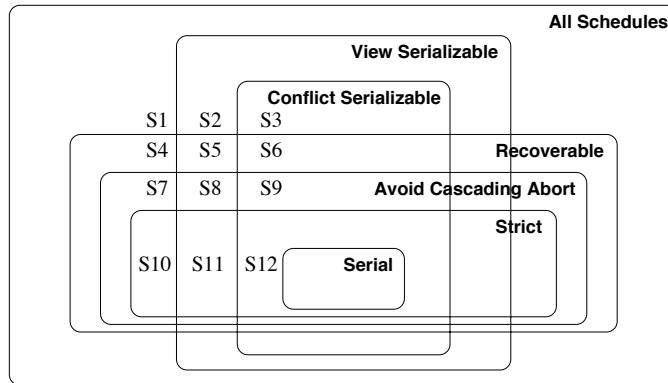 All Schedules
View Serializable
Conflict Serializable
S1 S2 S3
S4 S5 S6 Recoverable
S7 S8 S9 Avoid Cascading Abort
Strict
S10 S11 S12 Serial